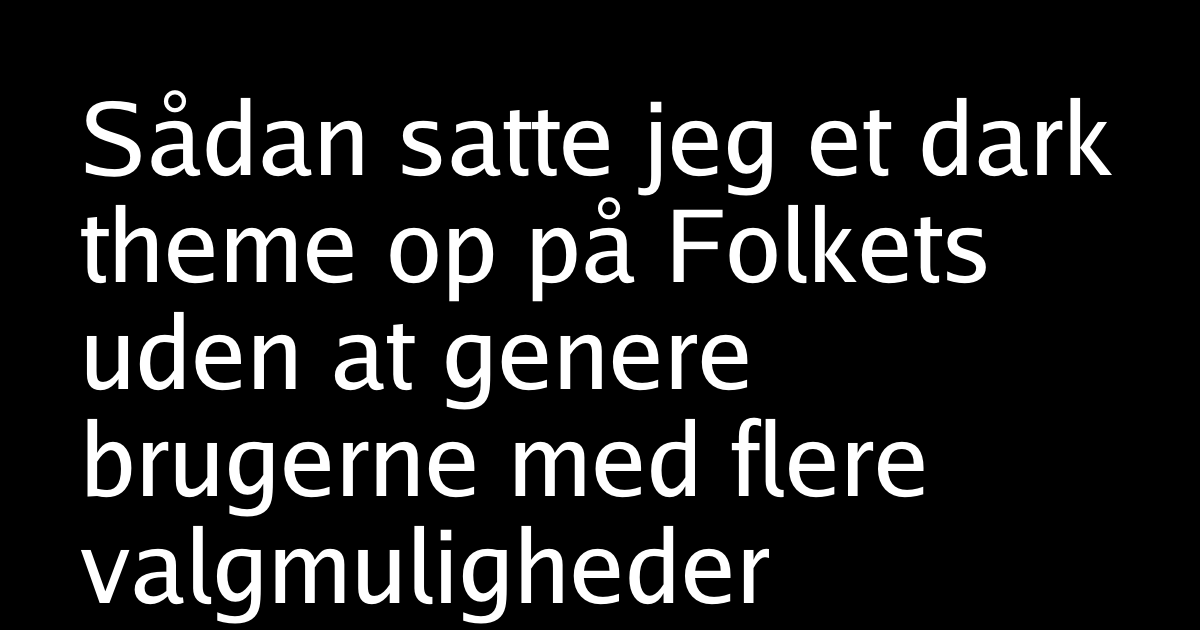 Sådan satte jeg et dark
theme op på Folkets
uden at genere
brugerne med flere
valgmuligheder